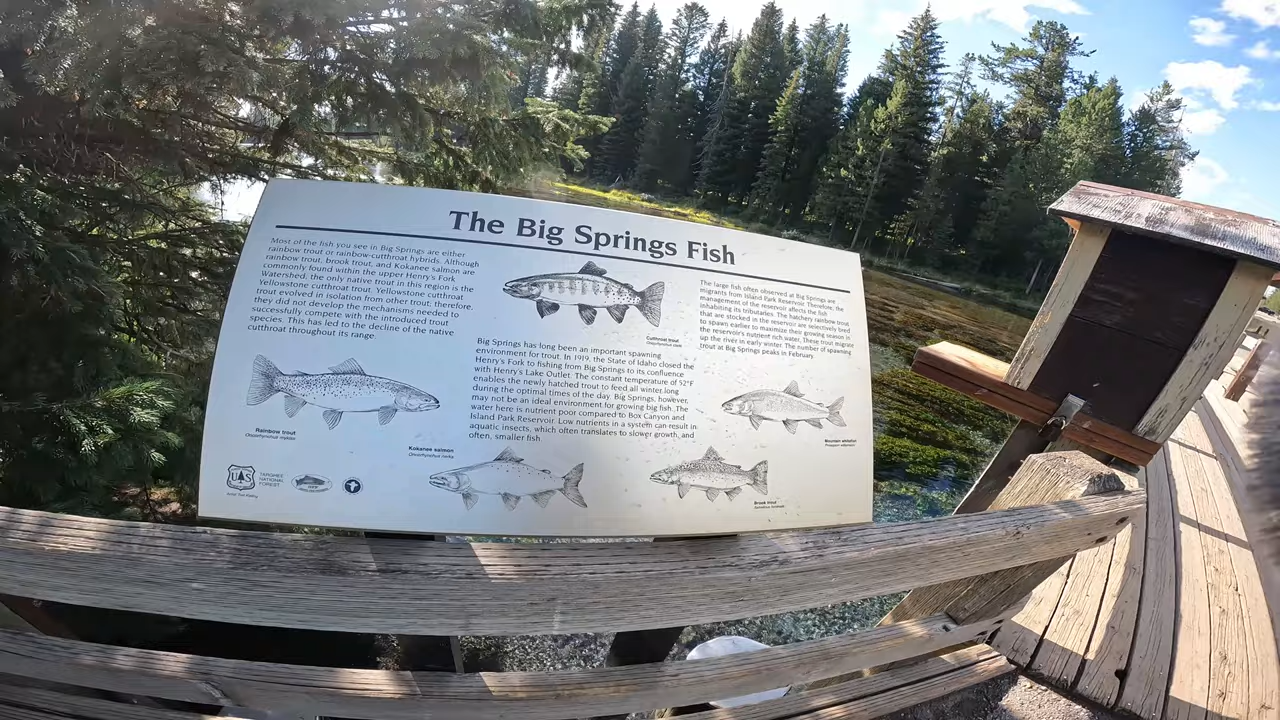 The Big Springs Fish
Most of the fish you see in Big Springs are either
rainbow trout or rainbow-cutthroat hybrids. Although
rainbow trout, brook trout, and Kokanee salmon are
commonly found within the upper Henry's Fork
Watershed, the only native trout in this region is the
Yellowstone cutthroat trout. Yellowstone cutthroat
trout evolved in isolation from other trout, therefore,
they did not develop the mechanisms needed to
successfully compete with the introduced trout
species. This has led to the decline of the native
cutthroat throughout its range.
Cutthroat trout
Big Springs has long been an important spawning
environment for trout. In 1919, the State of Idaho closed the
Henry's Fork to fishing from Big Springs to its confluence
with Henry's Lake Outlet. The constant temperature of 52°F
enables the newly hatched trout to feed all winter long
during the optimal times of the day. Big Springs, however,
may not be an ideal environment for growing big fish. The
water here is nutrient poor compared to Box Canyon and
Island Park Reservoir. Low nutrients in a system can result in
aquatic insects, which often translates to slower growth, and
often, smaller fish.
The large fish often observed at Big Springs are
migrants from Island Park Reservoir. Therefore, the
management of the reservoir affects the fish
inhabiting its tributaries. The hatchery rainbow trout
that are stocked in the reservoir are selectively bred
to spawn earlier to maximize their growing season in
the reservoir's nutrient rich water. These trout migrate
up the river in early winter. The number of spawning
trout at Big Springs peaks in February.
Rainbow trout
Oncorhynchus mykiss
Kokanee salmon
Oncorhynchus nerka
Mountain whitefish
Brook trout
U S
TARGHEE
NATIONAL
FOREST